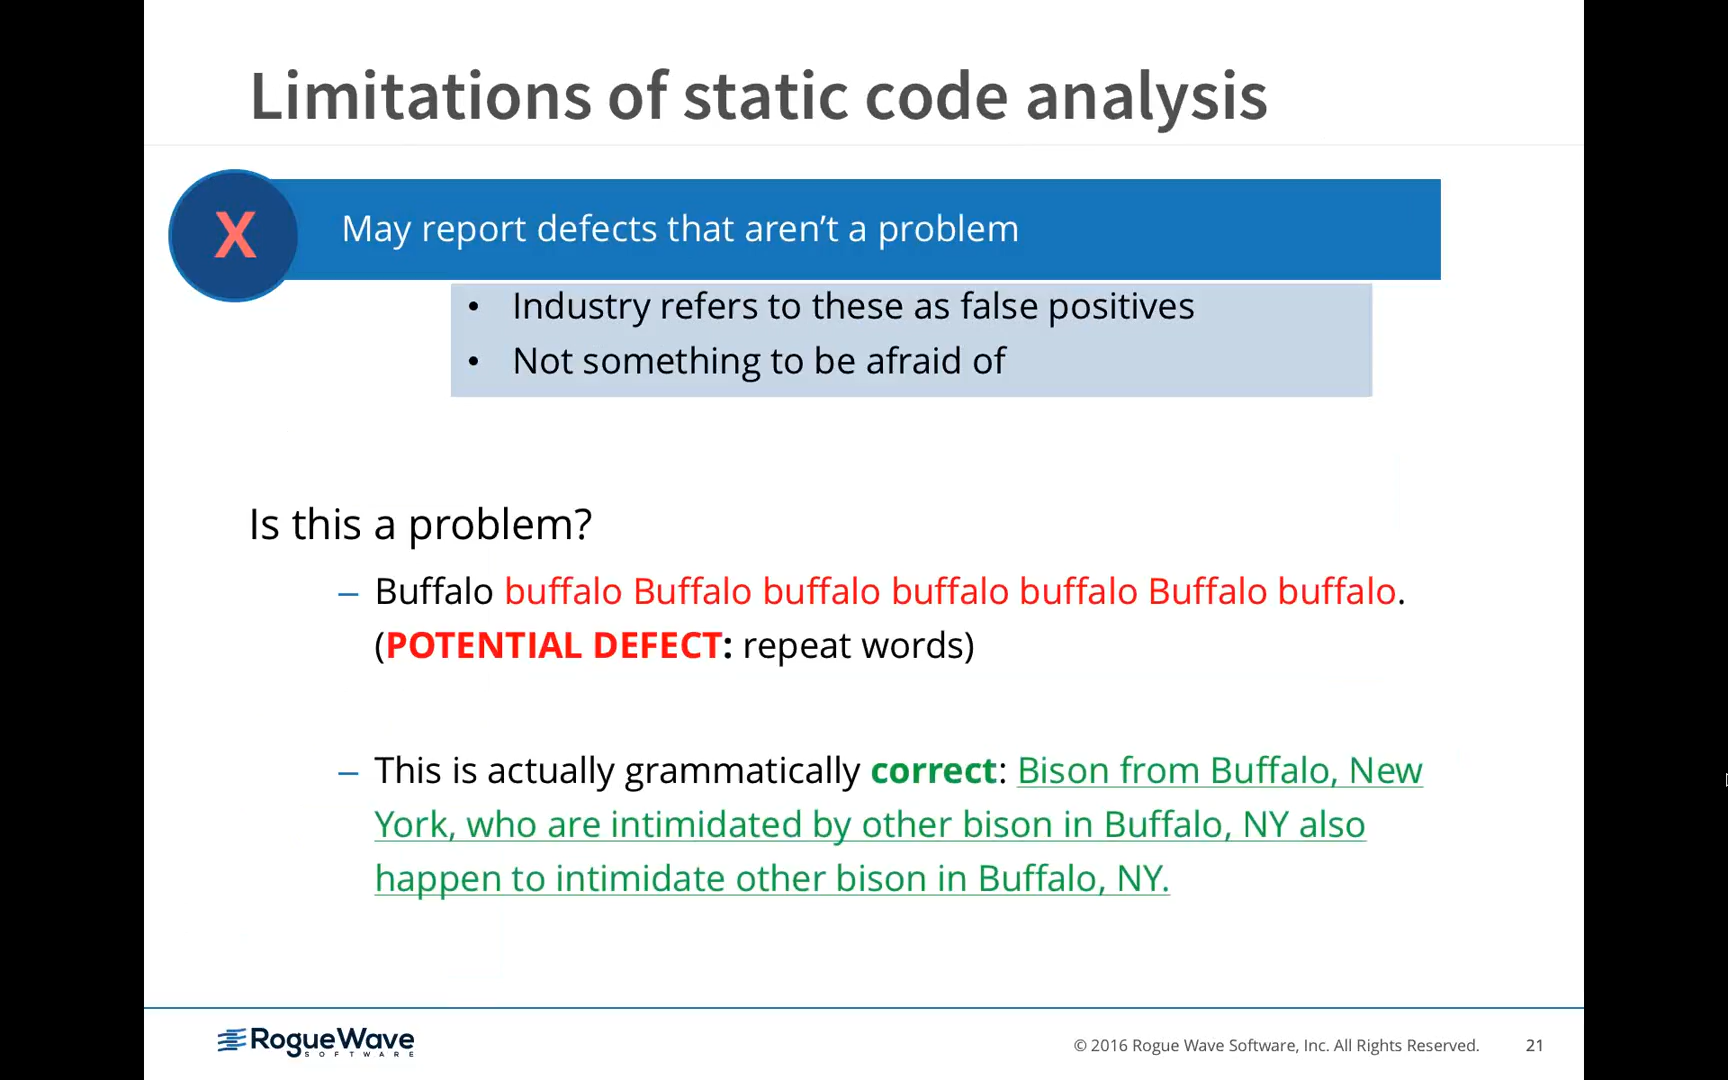 Limitations of static code analysis
X
May report defects that aren’t a problem
• Industry refers to these as false positives
• Not something to be afraid of
Is this a problem?
– Buffalo buffalo Buffalo buffalo buffalo buffalo Buffalo buffalo.
(POTENTIAL DEFECT: repeat words)
– This is actually grammatically correct: Bison from Buffalo, New
York, who are intimidated by other bison in Buffalo, NY also
happen to intimidate other bison in Buffalo, NY.
RogueWave
SOFTWARE
© 2016 Rogue Wave Software, Inc. All Rights Reserved.
21